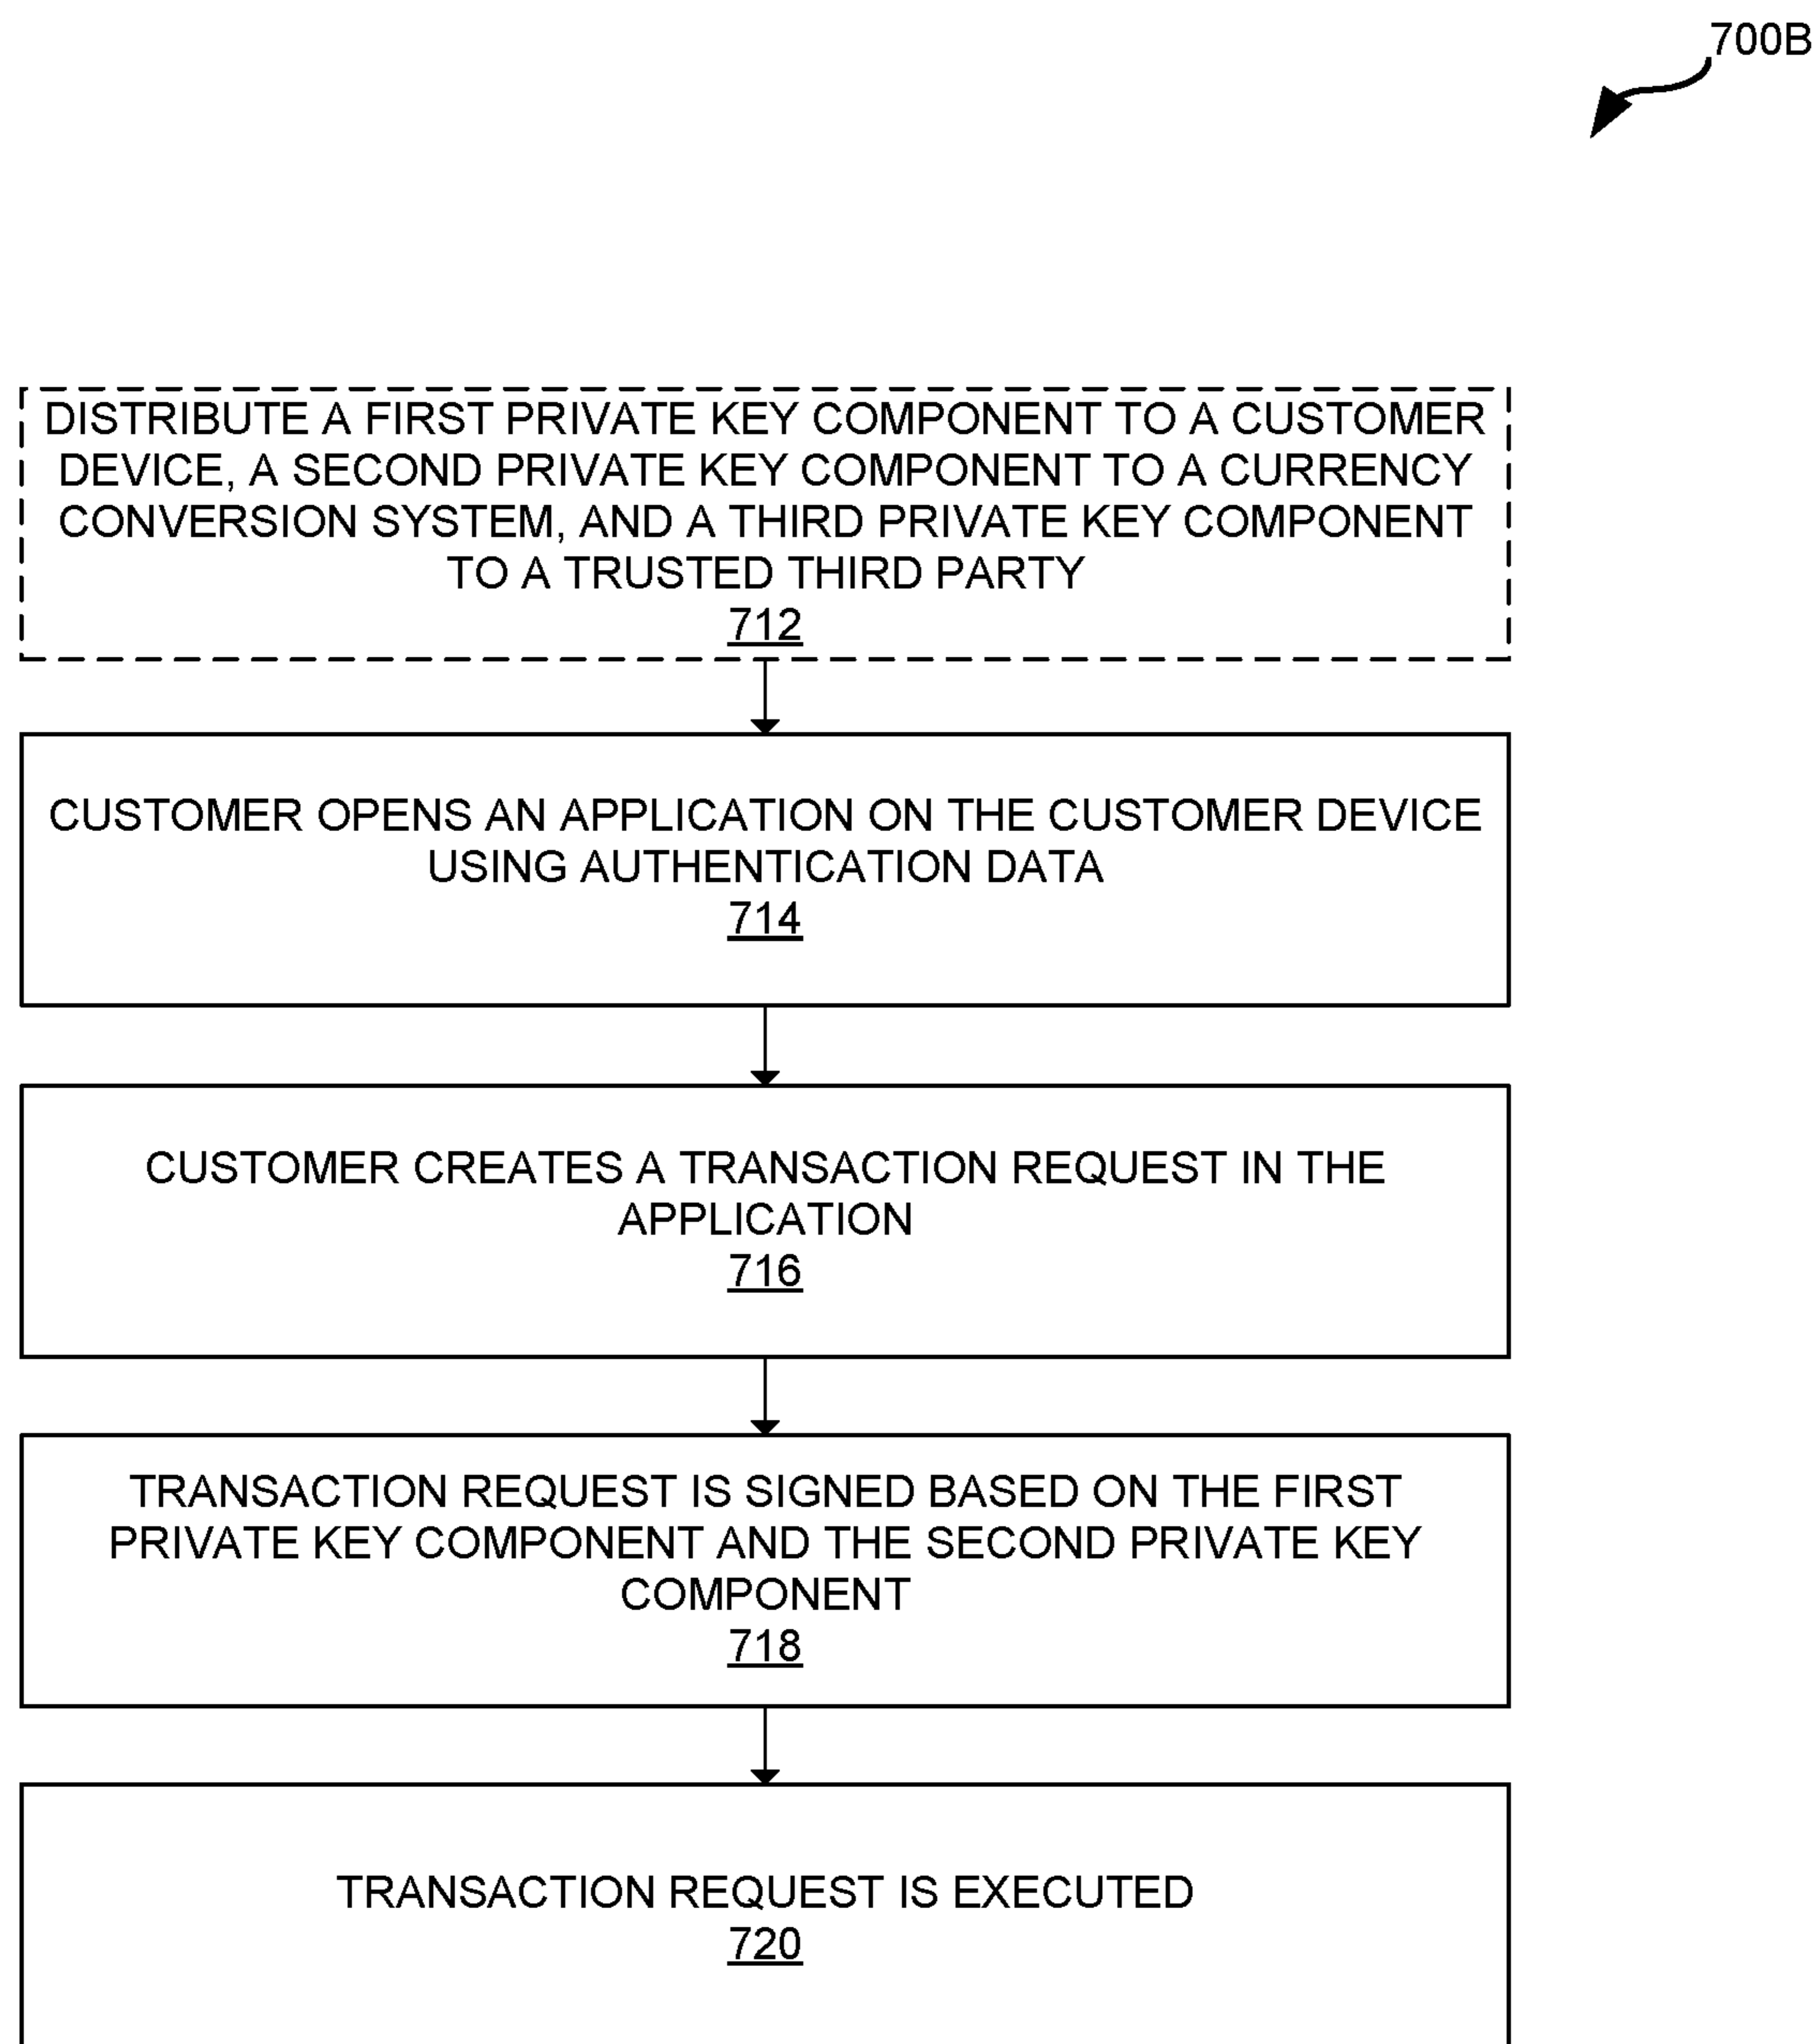 700B
DISTRIBUTE A FIRST PRIVATE KEY COMPONENT TO A CUSTOMER
DEVICE, A SECOND PRIVATE KEY COMPONENT TO A CURRENCY
CONVERSION SYSTEM, AND A THIRD PRIVATE KEY COMPONENT
TO A TRUSTED THIRD PARTY
712
CUSTOMER OPENS AN APPLICATION ON THE CUSTOMER DEVICE
USING AUTHENTICATION DATA
714
CUSTOMER CREATES A TRANSACTION REQUEST IN THE
APPLICATION
716
TRANSACTION REQUEST IS SIGNED BASED ON THE FIRST
PRIVATE KEY COMPONENT AND THE SECOND PRIVATE KEY
COMPONENT
718
TRANSACTION REQUEST IS EXECUTED
720